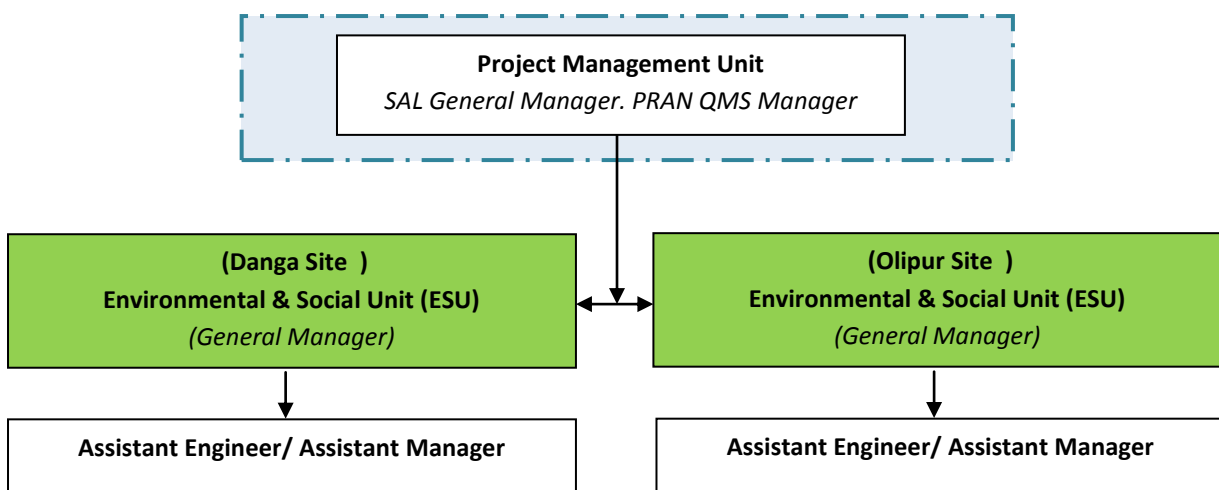 Project Management Unit
SAL General Manager. PRAN QMS Manager
(Danga Site )
Environmental & Social Unit (ESU)
(General Manager)
(Olipur Site )
Environmental & Social Unit (ESU)
(General Manager)
Assistant Engineer/ Assistant Manager
Assistant Engineer/ Assistant Manager